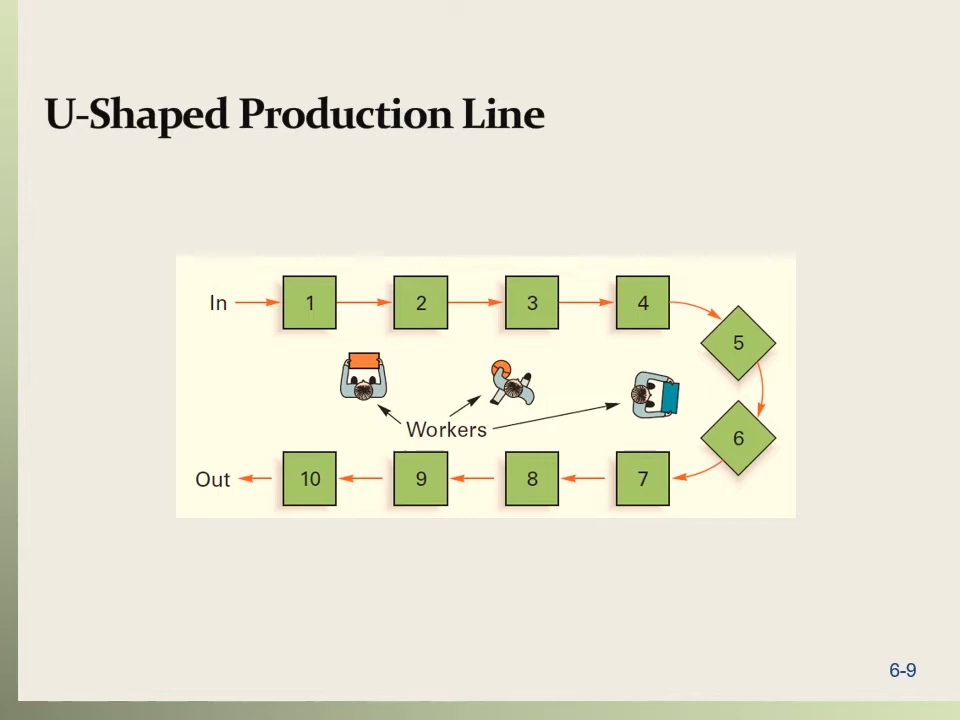 U-Shaped Production Line
In 1 2 3 4
5
Workers
6
Out 10 9 8 7
6-9